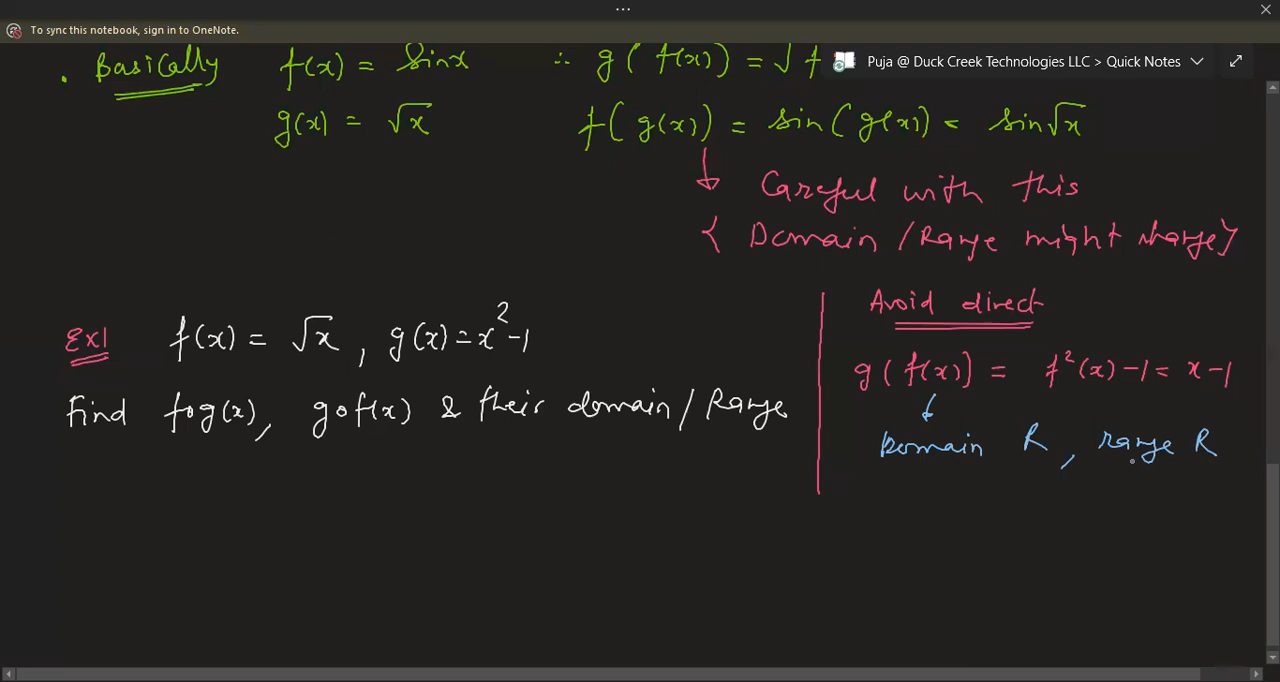 To sync this notebook, sign in to OneNote.
. Basically f(x) = sinx ∴ g( f(x)) = √f
Puja @ Duck Creek Technologies LLC > Quick Notes
g(x) = √x f( g(x)) = sin(g(x)) = sin√x
Careful with this
{ Domain /Range might change}
Avoid direct
Ex1 f(x) = √x , g(x) = x²-1
g( f(x)) = f²(x) -1 = x -1
Find fog(x), gof(x) & their domain/Range
Domain R , range R